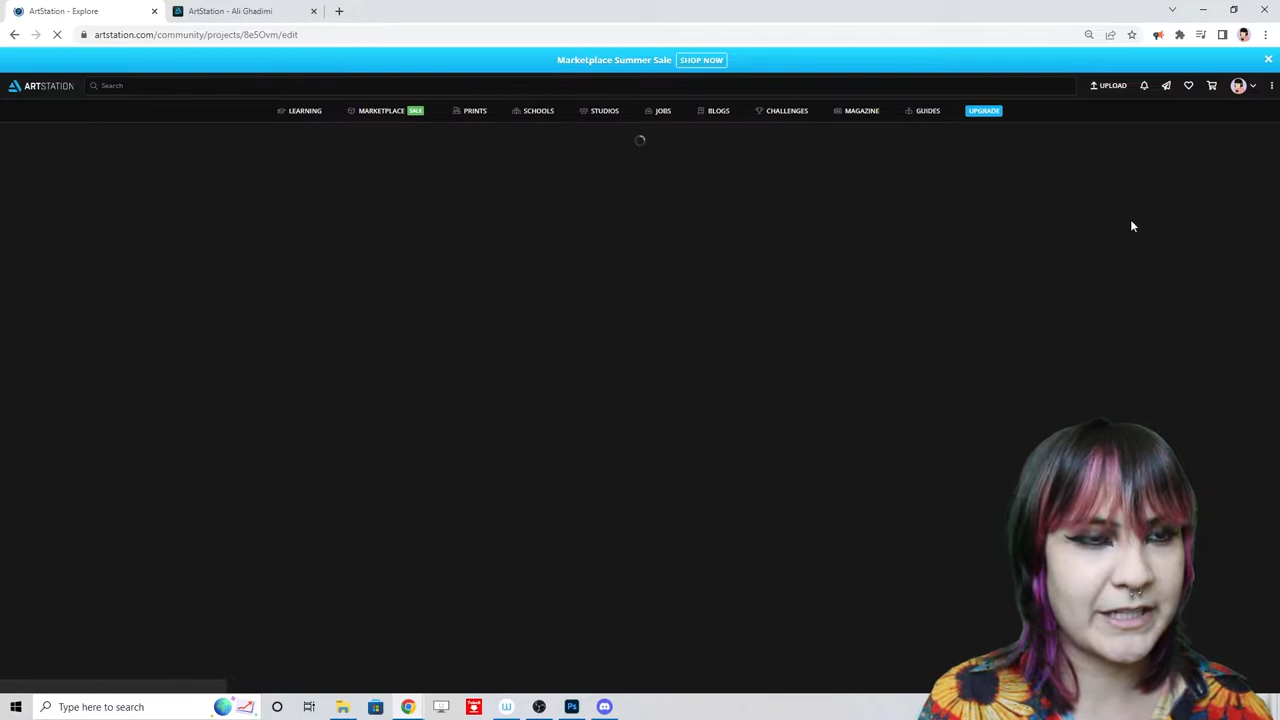 ArtStation - Explore
ArtStation - Ali Ghadimi
artstation.com/community/projects/8e5Ovm/edit
Marketplace Summer Sale SHOP NOW
ARTSTATION Search UPLOAD
LEARNING MARKETPLACE SALE PRINTS SCHOOLS STUDIOS JOBS BLOGS CHALLENGES MAGAZINE GUIDES UPGRADE
Type here to search
Ps